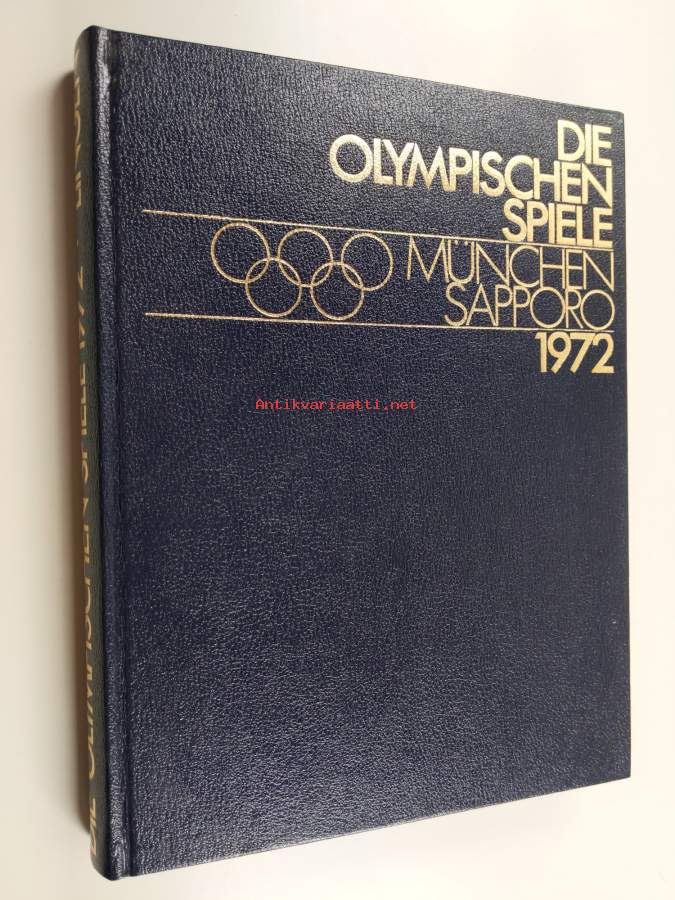 DIE
OLYMPISCHEN
SPIELE
MÜNCHEN
SAPPORO
1972
Antikvariaatti.net
DIE OLYMPISCHEN SPIELE 1972